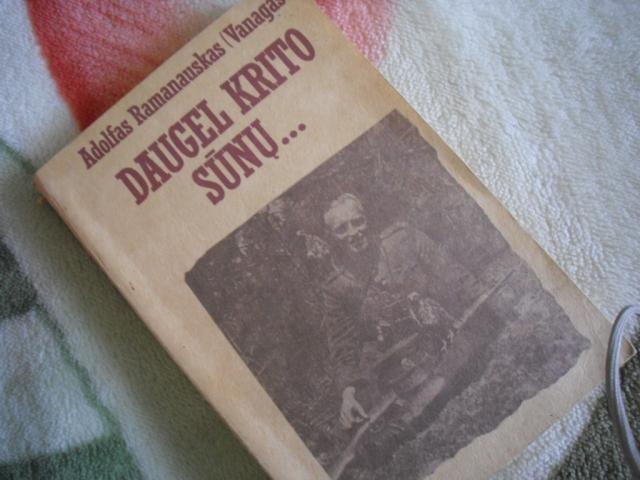 Adolfas Ramanauskas (Vanagas
DAUGEL KRITO
SŪNŲ...